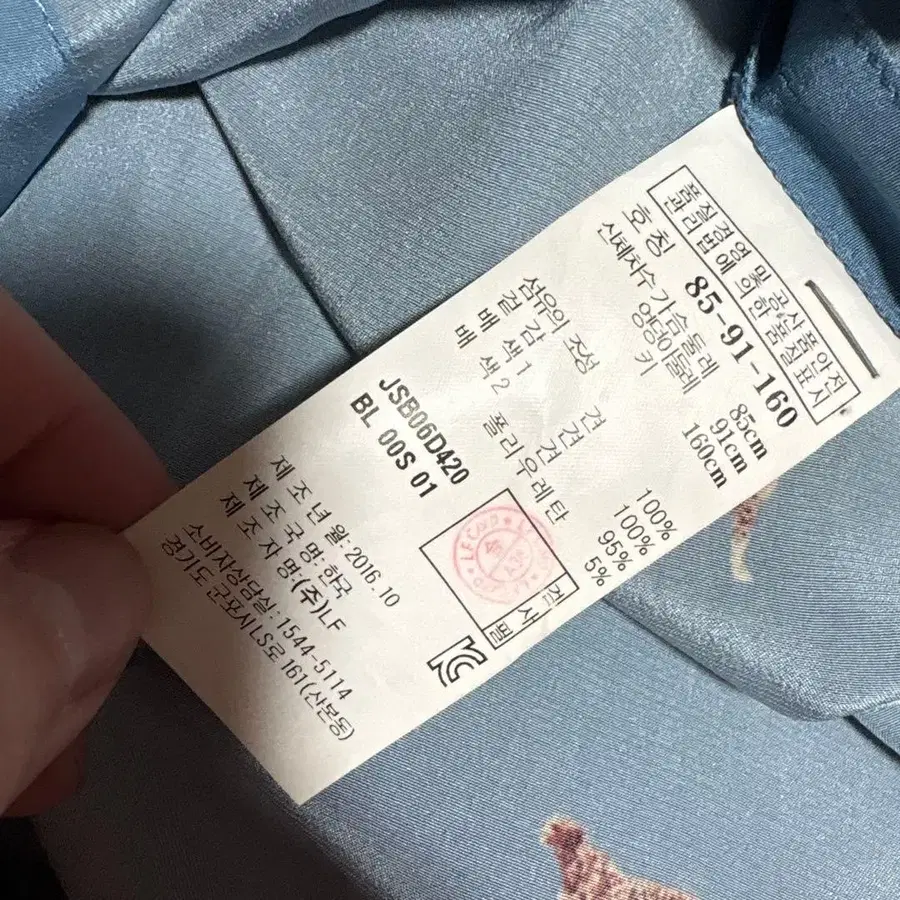 품질경영 및 공산품안전
관리법에 의한 품질표시
호칭 85-91-160
신체치수 가슴둘레 85cm
엉덩이둘레 91cm
키 160cm
섬유의 조성
겉감 견 100%
배색1 견 100%
배색2 견 95%
폴리우레탄 5%
JSB06D420
BL 00S 01
검사필
제조년월: 2016.10
제조국명: 한국
제조자명 (주)LF
소비자상담실: 1544-5114
경기도 군포시 LS로 161(산본동)